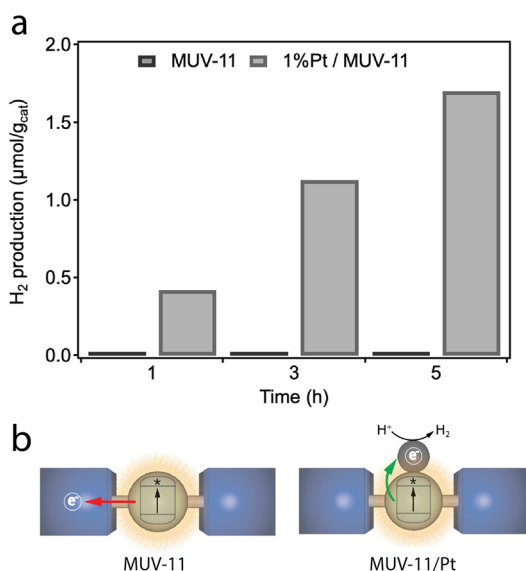 a
MUV-11 1%Pt / MUV-11
H₂ production (μmol/gcat)
2.0
1.5
1.0
0.5
0.0
1 3 5
Time (h)
b
H⁺ H₂
e⁻ * e⁻ *
MUV-11 MUV-11/Pt